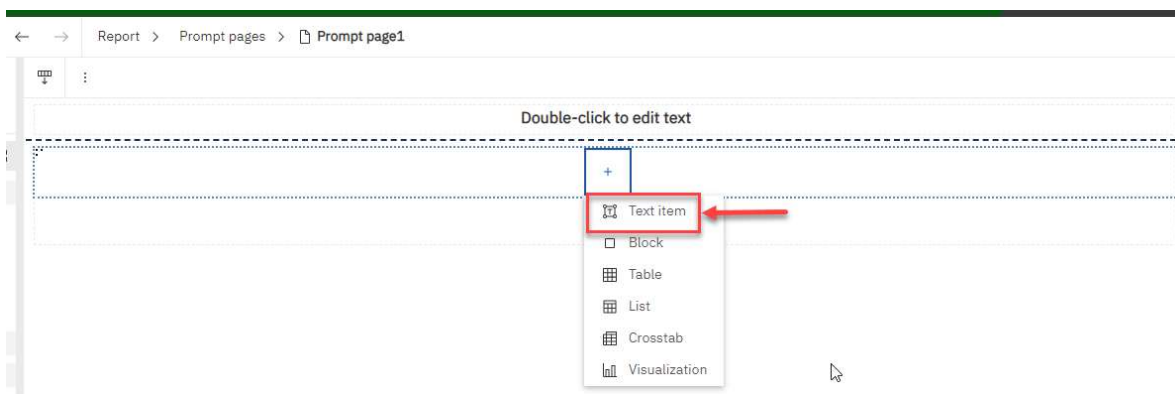 Report > Prompt pages > Prompt page1
Double-click to edit text
+
Text item
Block
Table
List
Crosstab
Visualization